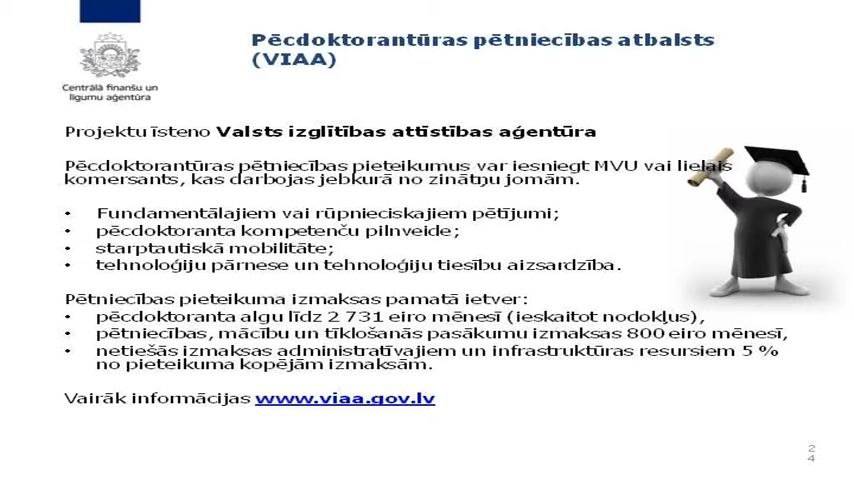 Pēcdoktorantūras pētniecības atbalsts
(VIAA)
Centrālā finanšu un
līgumu aģentūra
Projektu īsteno Valsts izglītības attīstības aģentūra
Pēcdoktorantūras pētniecības pieteikumus var iesniegt MVU vai lielais
komersants, kas darbojas jebkurā no zinātņu jomām.
• Fundamentālajiem vai rūpnieciskajiem pētījumi;
• pēcdoktoranta kompetenču pilnveide;
• starptautiskā mobilitāte;
• tehnoloģiju pārnese un tehnoloģiju tiesību aizsardzība.
Pētniecības pieteikuma izmaksas pamatā ietver:
• pēcdoktoranta algu līdz 2 731 eiro mēnesī (ieskaitot nodokļus),
• pētniecības, mācību un tīklošanās pasākumu izmaksas 800 eiro mēnesī,
• netiešās izmaksas administratīvajiem un infrastruktūras resursiem 5 %
no pieteikuma kopējām izmaksām.
Vairāk informācijas www.viaa.gov.lv
2
4